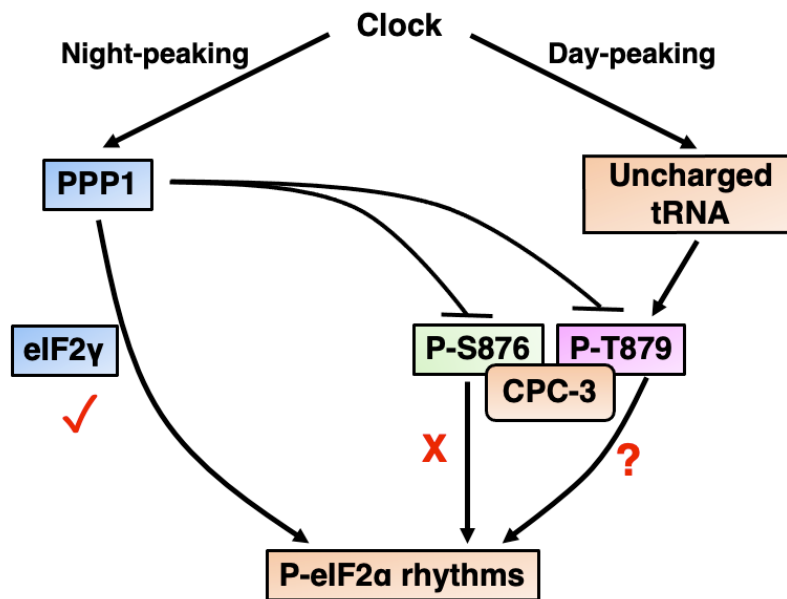 Clock
Night-peaking
Day-peaking
PPP1
Uncharged
tRNA
eIF2γ
P-S876
P-T879
CPC-3
✓
X
?
P-eIF2α rhythms